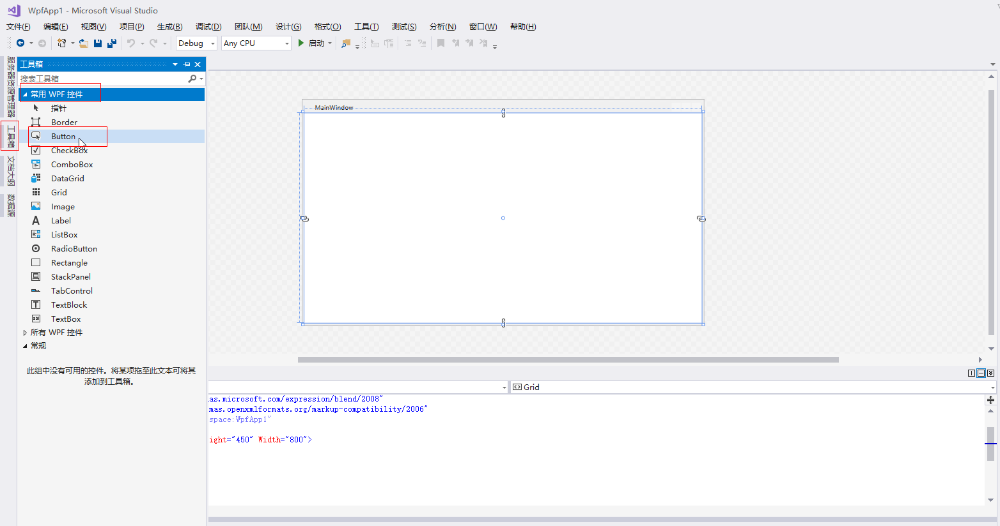 WpfApp1 - Microsoft Visual Studio
文件(F) 编辑(E) 视图(V) 项目(P) 生成(B) 调试(D) 团队(M) 设计(G) 格式(O) 工具(T) 测试(S) 分析(N) 窗口(W) 帮助(H)
Debug Any CPU 启动
服务器资源管理器
工具箱
文档大纲
数据源
工具箱
搜索工具箱
常用 WPF 控件
指针
Border
Button
CheckBox
ComboBox
DataGrid
Grid
Image
Label
ListBox
RadioButton
Rectangle
StackPanel
TabControl
TextBlock
TextBox
所有 WPF 控件
常规
此组中没有可用的控件。将某项拖至此文本可将其
添加到工具箱。
MainWindow
Grid
as.microsoft.com/expression/blend/2008"
mas.openxmlformats.org/markup-compatibility/2006"
space:WpfApp1"
ight="450" Width="800">